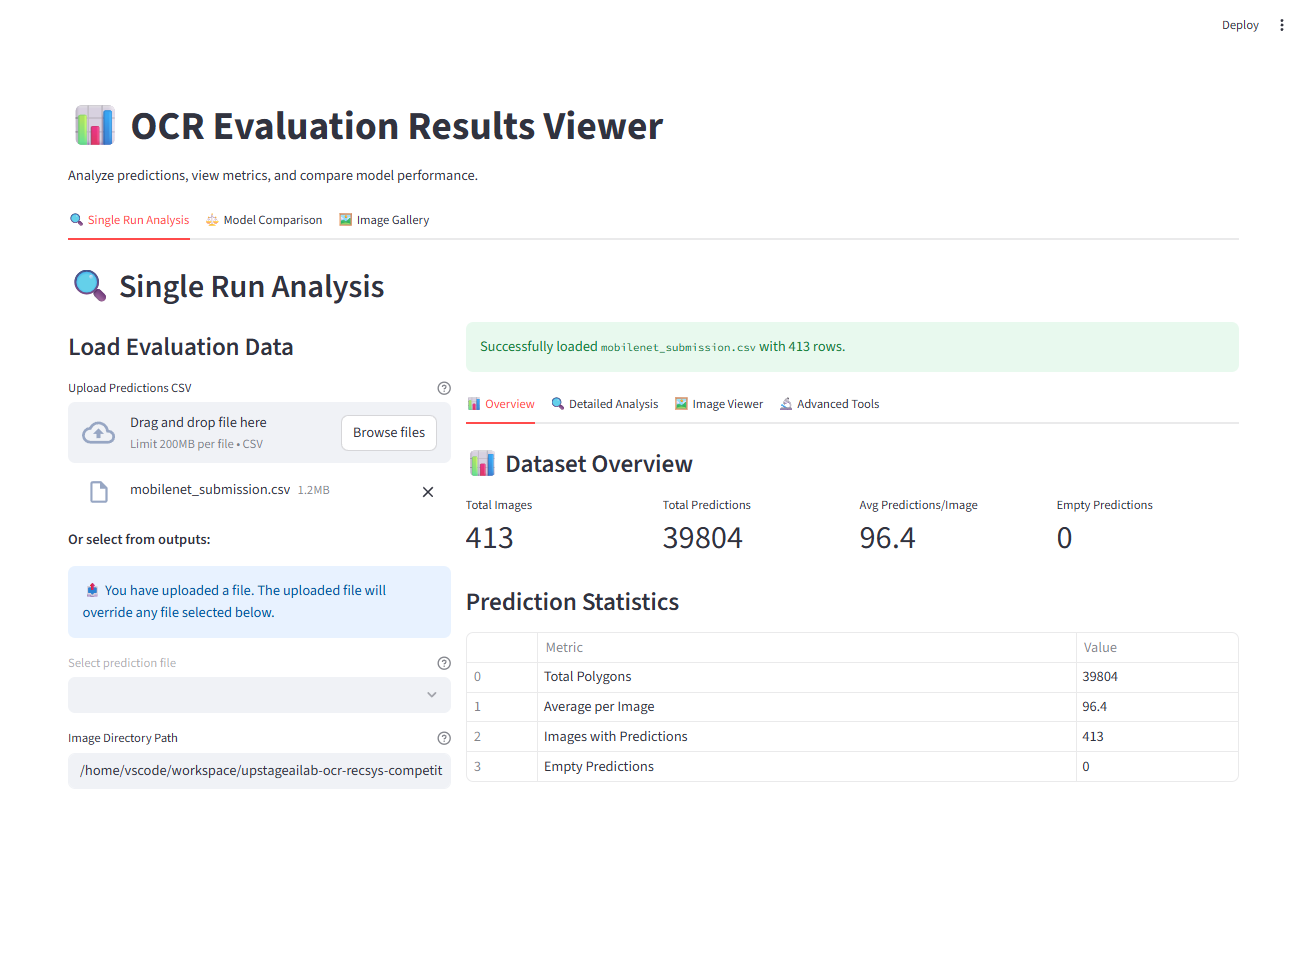 Deploy
OCR Evaluation Results Viewer
Analyze predictions, view metrics, and compare model performance.
Single Run Analysis
Model Comparison
Image Gallery
Single Run Analysis
Load Evaluation Data
Upload Predictions CSV
Drag and drop file here
Limit 200MB per file • CSV
Browse files
mobilenet_submission.csv 1.2MB
Or select from outputs:
You have uploaded a file. The uploaded file will
override any file selected below.
Select prediction file
Image Directory Path
/home/vscode/workspace/upstageailab-ocr-recsys-competit
Successfully loaded mobilenet_submission.csv with 413 rows.
Overview
Detailed Analysis
Image Viewer
Advanced Tools
Dataset Overview
Total Images
413
Total Predictions
39804
Avg Predictions/Image
96.4
Empty Predictions
0
Prediction Statistics
Metric Value
0 Total Polygons 39804
1 Average per Image 96.4
2 Images with Predictions 413
3 Empty Predictions 0